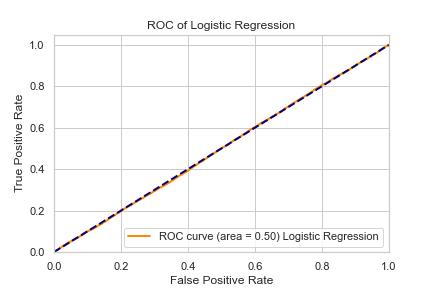 ROC of Logistic Regression
1.0
0.8
0.6
0.4
0.2
0.0
True Positive Rate
ROC curve (area = 0.50) Logistic Regression
0.0 0.2 0.4 0.6 0.8 1.0
False Positive Rate